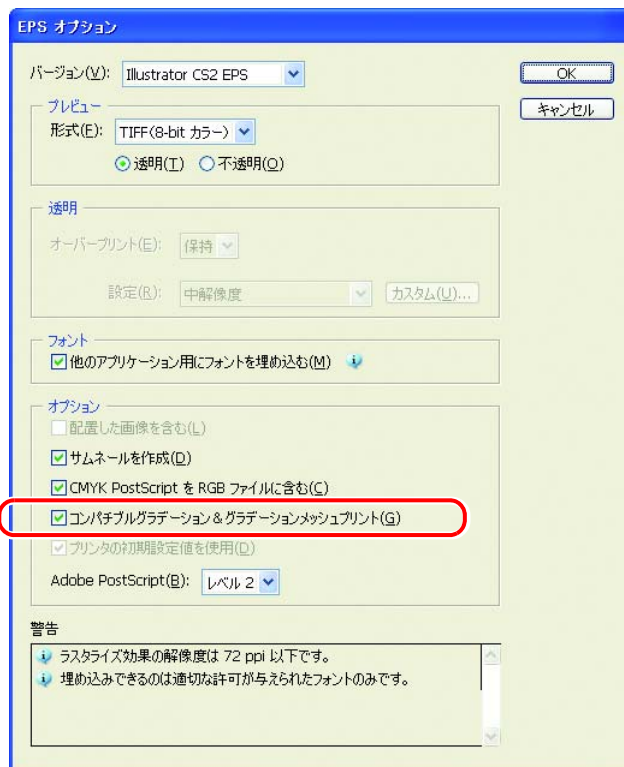 EPS オプション
バージョン(V): Illustrator CS2 EPS
OK
プレビュー
キャンセル
形式(E): TIFF(8-bit カラー)
透明(T) 不透明(O)
透明
オーバープリント(E): 保持
設定(R): 中解像度 カスタム(U)...
フォント
他のアプリケーション用にフォントを埋め込む(M)
オプション
配置した画像を含む(L)
サムネールを作成(D)
CMYK PostScript を RGB ファイルに含む(C)
コンパチブルグラデーション&グラデーションメッシュプリント(G)
プリンタの初期設定値を使用(D)
Adobe PostScript(B): レベル 2
警告
ラスタライズ効果の解像度は 72 ppi 以下です。
埋め込みできるのは適切な許可が与えられたフォントのみです。